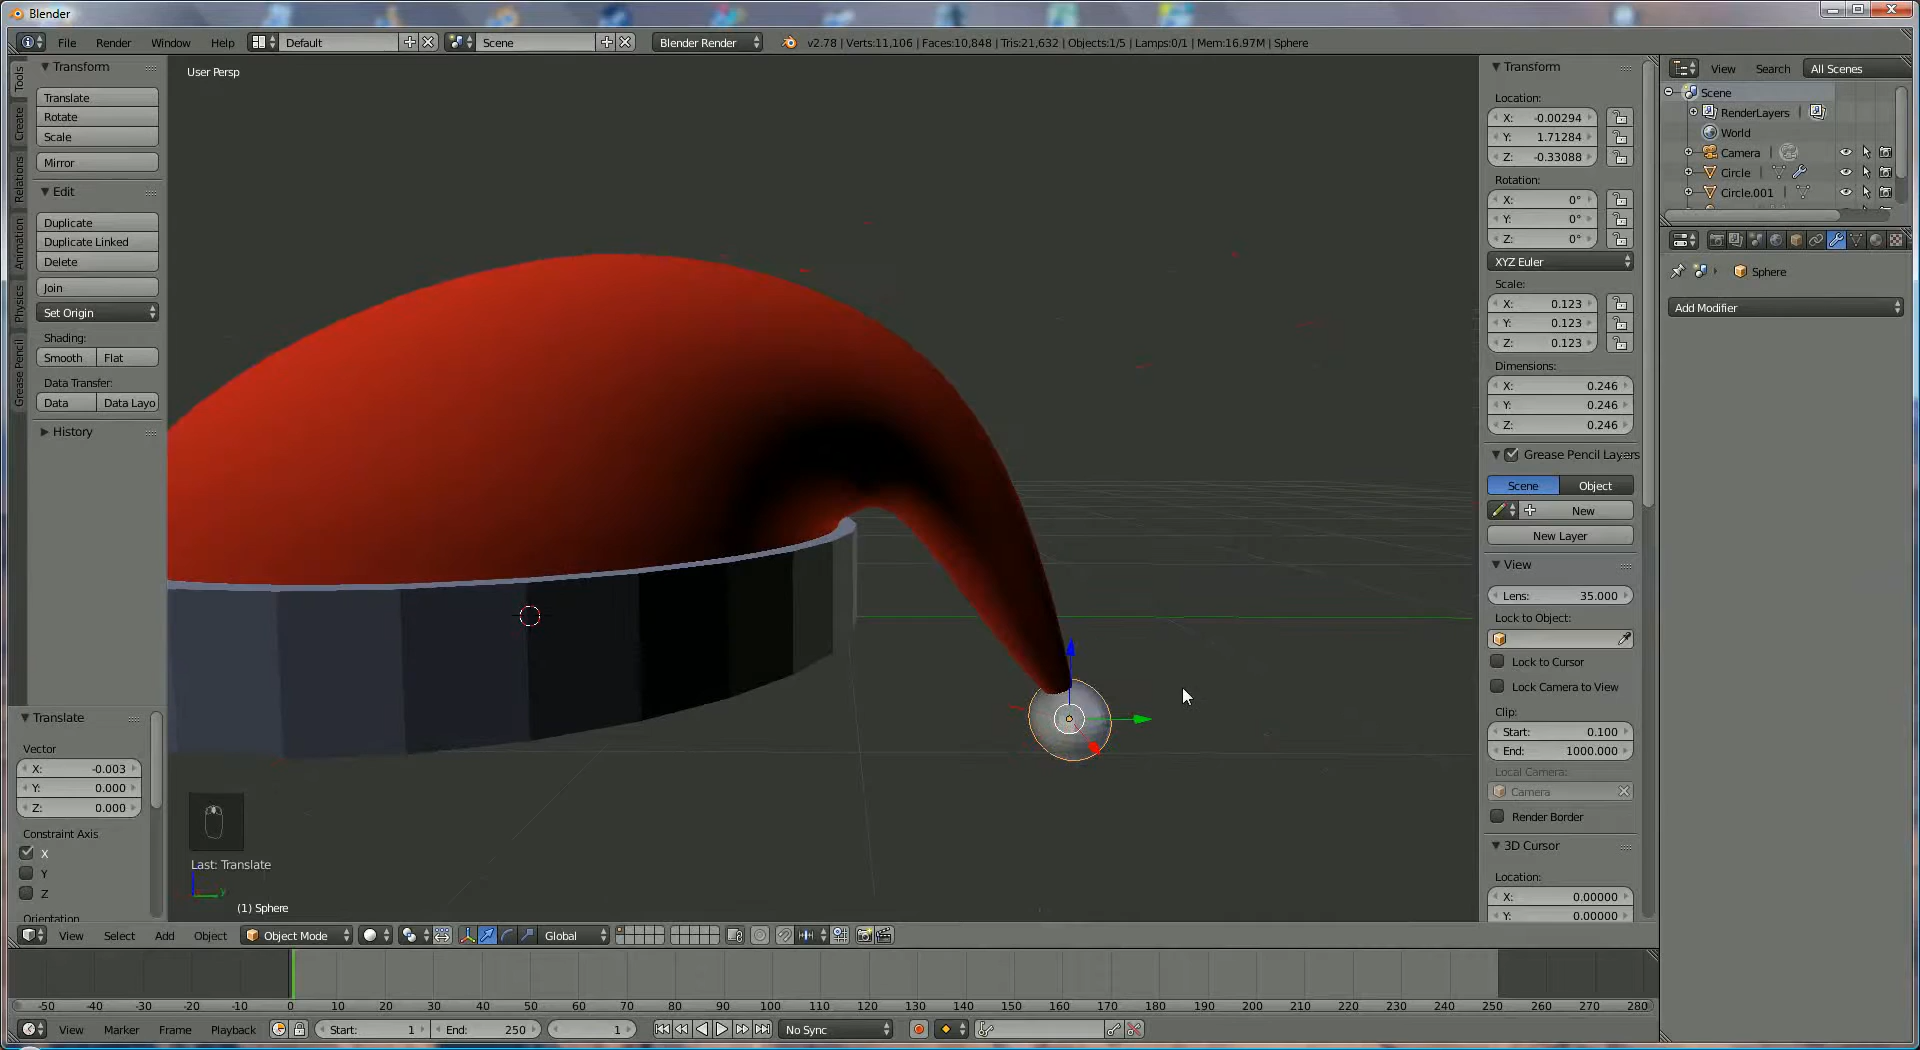 Blender
File Render Window Help Default Scene Blender Render v2.78 | Verts:11,106 | Faces:10,848 | Tris:21,632 | Objects:1/5 | Lamps:0/1 | Mem:16.97M | Sphere
Tools
Create
Relations
Animation
Physics
Grease Pencil
Transform
Translate
Rotate
Scale
Mirror
Edit
Duplicate
Duplicate Linked
Delete
Join
Set Origin
Shading:
Smooth Flat
Data Transfer:
Data Data Layo
History
Translate
Vector
X: -0.003
Y: 0.000
Z: 0.000
Constraint Axis
X
Y
Z
Orientation
User Persp
Last: Translate
y
(1) Sphere
Transform
Location:
X: -0.00294
Y: 1.71284
Z: -0.33088
Rotation:
X: 0°
Y: 0°
Z: 0°
XYZ Euler
Scale:
X: 0.123
Y: 0.123
Z: 0.123
Dimensions:
X: 0.246
Y: 0.246
Z: 0.246
Grease Pencil Layers
Scene Object
New
New Layer
View
Lens: 35.000
Lock to Object:
Lock to Cursor
Lock Camera to View
Clip:
Start: 0.100
End: 1000.000
Local Camera:
Camera
Render Border
3D Cursor
Location:
X: 0.00000
Y: 0.00000
View Search All Scenes
Scene
RenderLayers
World
Camera
Circle
Circle.001
Sphere
Add Modifier
View Select Add Object Object Mode Global
-50 -40 -30 -20 -10 0 10 20 30 40 50 60 70 80 90 100 110 120 130 140 150 160 170 180 190 200 210 220 230 240 250 260 270 280
View Marker Frame Playback Start: 1 End: 250 1 No Sync